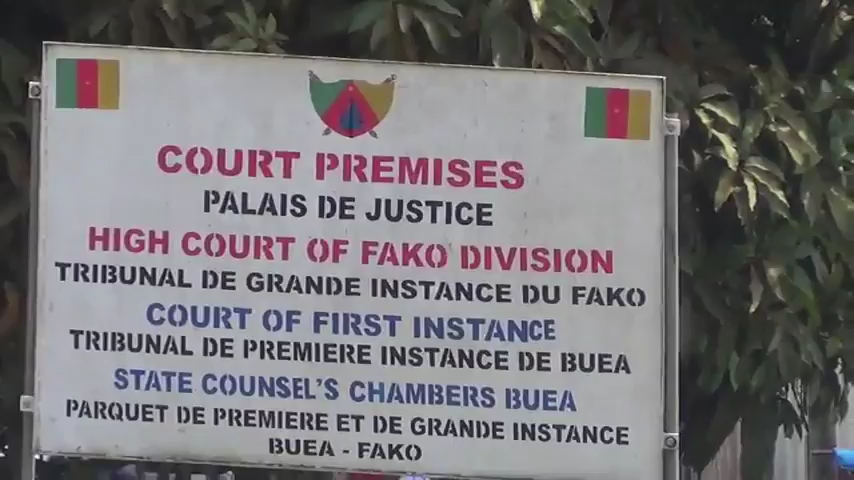 COURT PREMISES
PALAIS DE JUSTICE
HIGH COURT OF FAKO DIVISION
TRIBUNAL DE GRANDE INSTANCE DU FAKO
COURT OF FIRST INSTANCE
TRIBUNAL DE PREMIERE INSTANCE DE BUEA
STATE COUNSEL'S CHAMBERS BUEA
PARQUET DE PREMIERE ET DE GRANDE INSTANCE
BUEA - FAKO